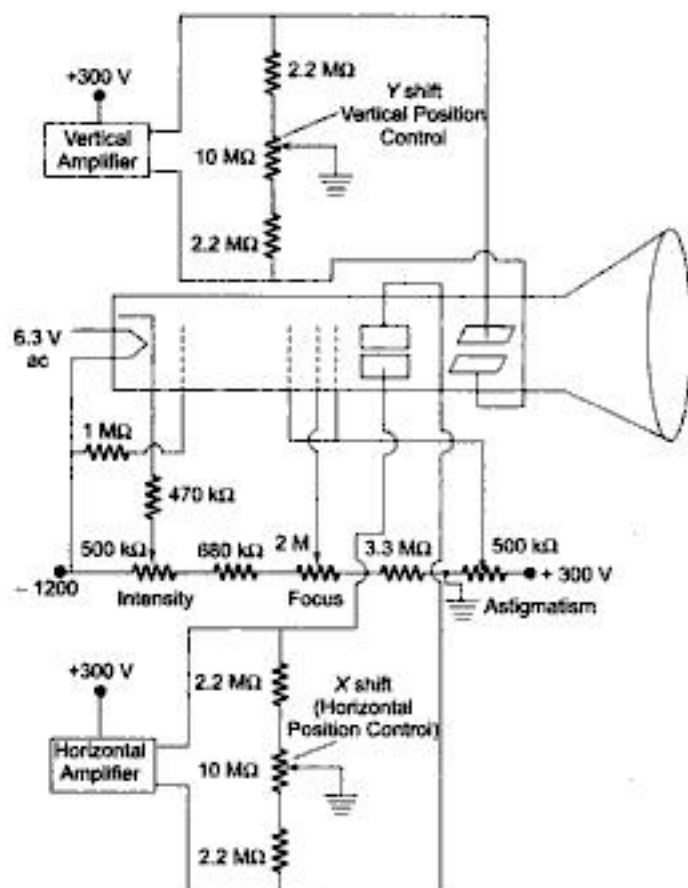 +300 V
Vertical
Amplifier
2.2 MΩ
Y shift
Vertical Position
Control
10 MΩ
2.2 MΩ
6.3 V
ac
1 MΩ
470 kΩ
500 kΩ
680 kΩ
2 M
3.3 MΩ
500 kΩ
– 1200
Intensity
Focus
+ 300 V
Astigmatism
+300 V
Horizontal
Amplifier
2.2 MΩ
X shift
(Horizontal
Position Control)
10 MΩ
2.2 MΩ